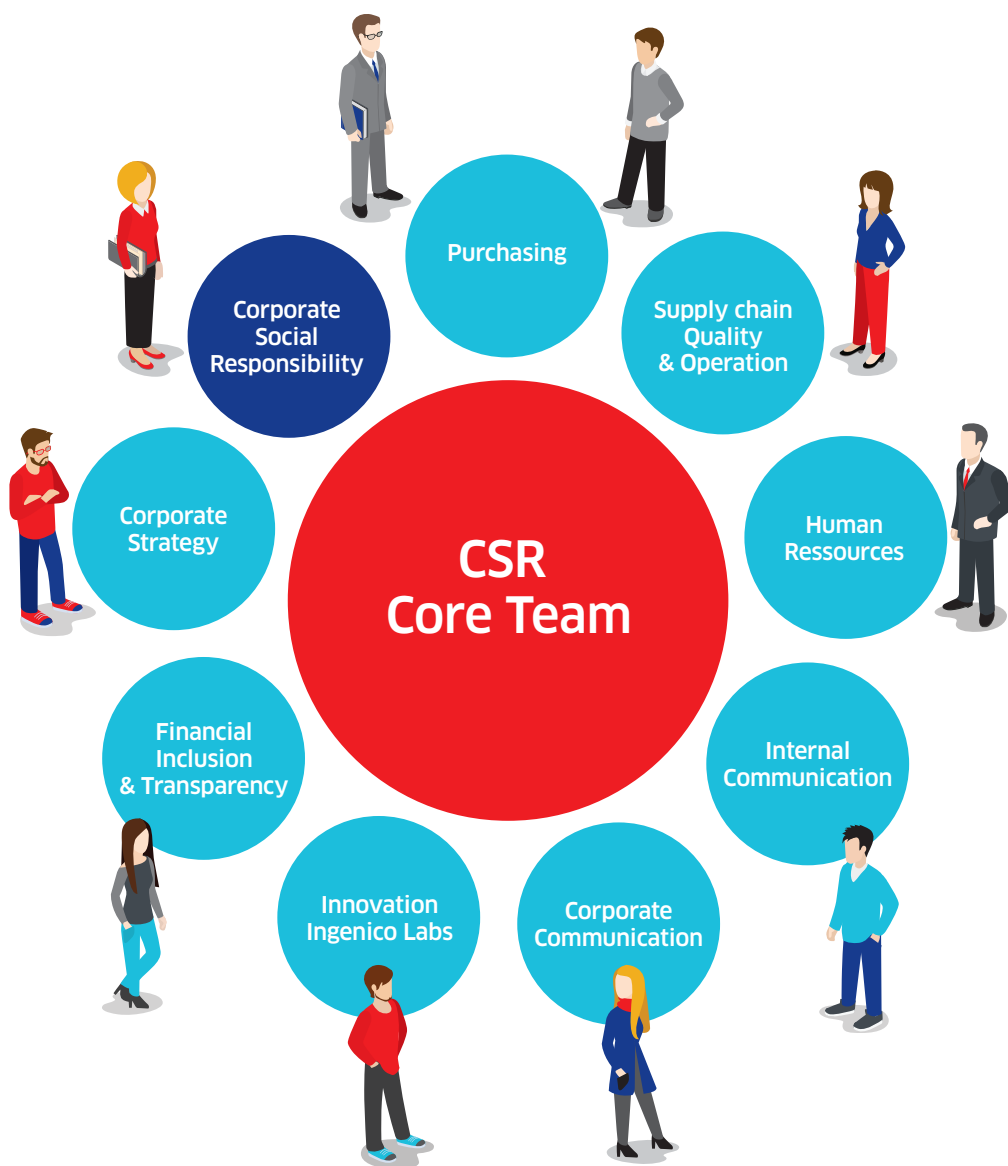 Purchasing
Corporate
Social
Responsibility
Supply chain
Quality
& Operation
Corporate
Strategy
Human
Ressources
CSR
Core Team
Financial
Inclusion
& Transparency
Internal
Communication
Innovation
Ingenico Labs
Corporate
Communication